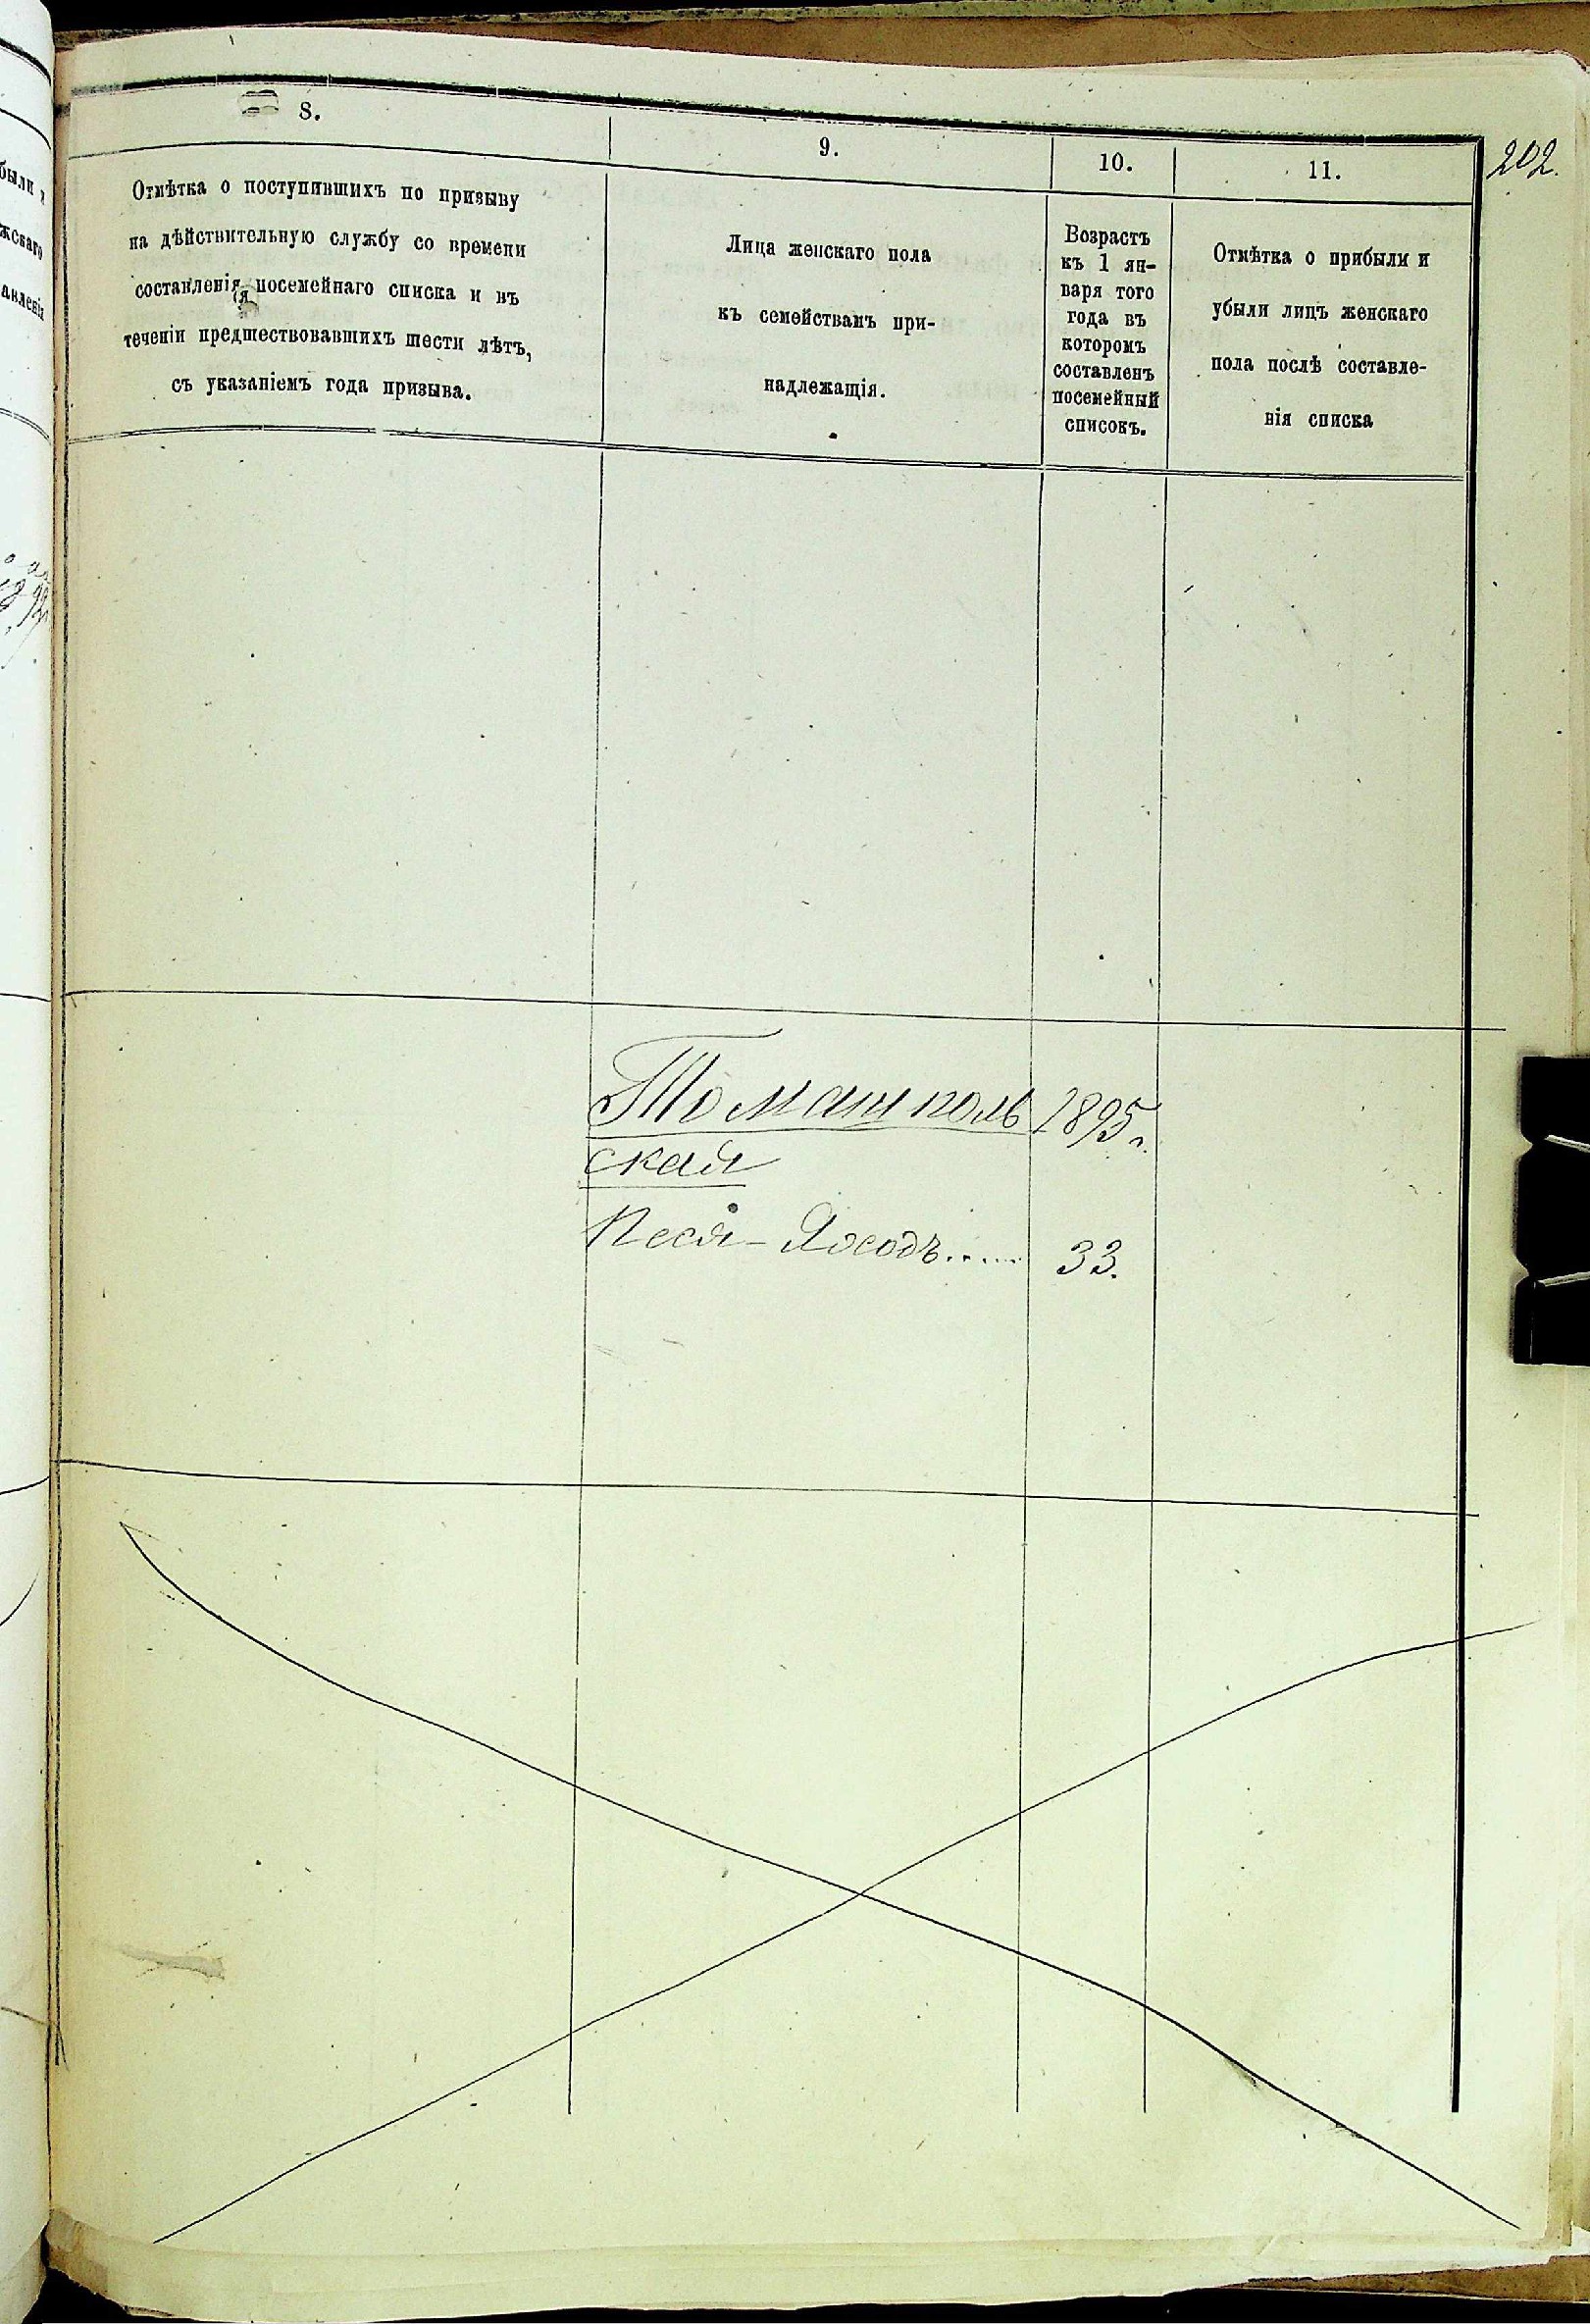 202.
8.
Отмѣтка о поступившихъ по призыву
на дѣйствительную службу со времени
составленія посемейнаго списка и въ
теченіи предшествовавшихъ шести лѣтъ,
съ указаніемъ года призыва.
9.
Лица женскаго пола
къ семействамъ при-
надлежащія.
10.
Возрастъ
къ 1 ян-
варя того
года въ
которомъ
составленъ
посемейный
списокъ.
11.
Отмѣтка о прибыли и
убыли лицъ женскаго
пола послѣ составле-
нія списка
Томашполь 1895 г.
ская
Песя- 33.